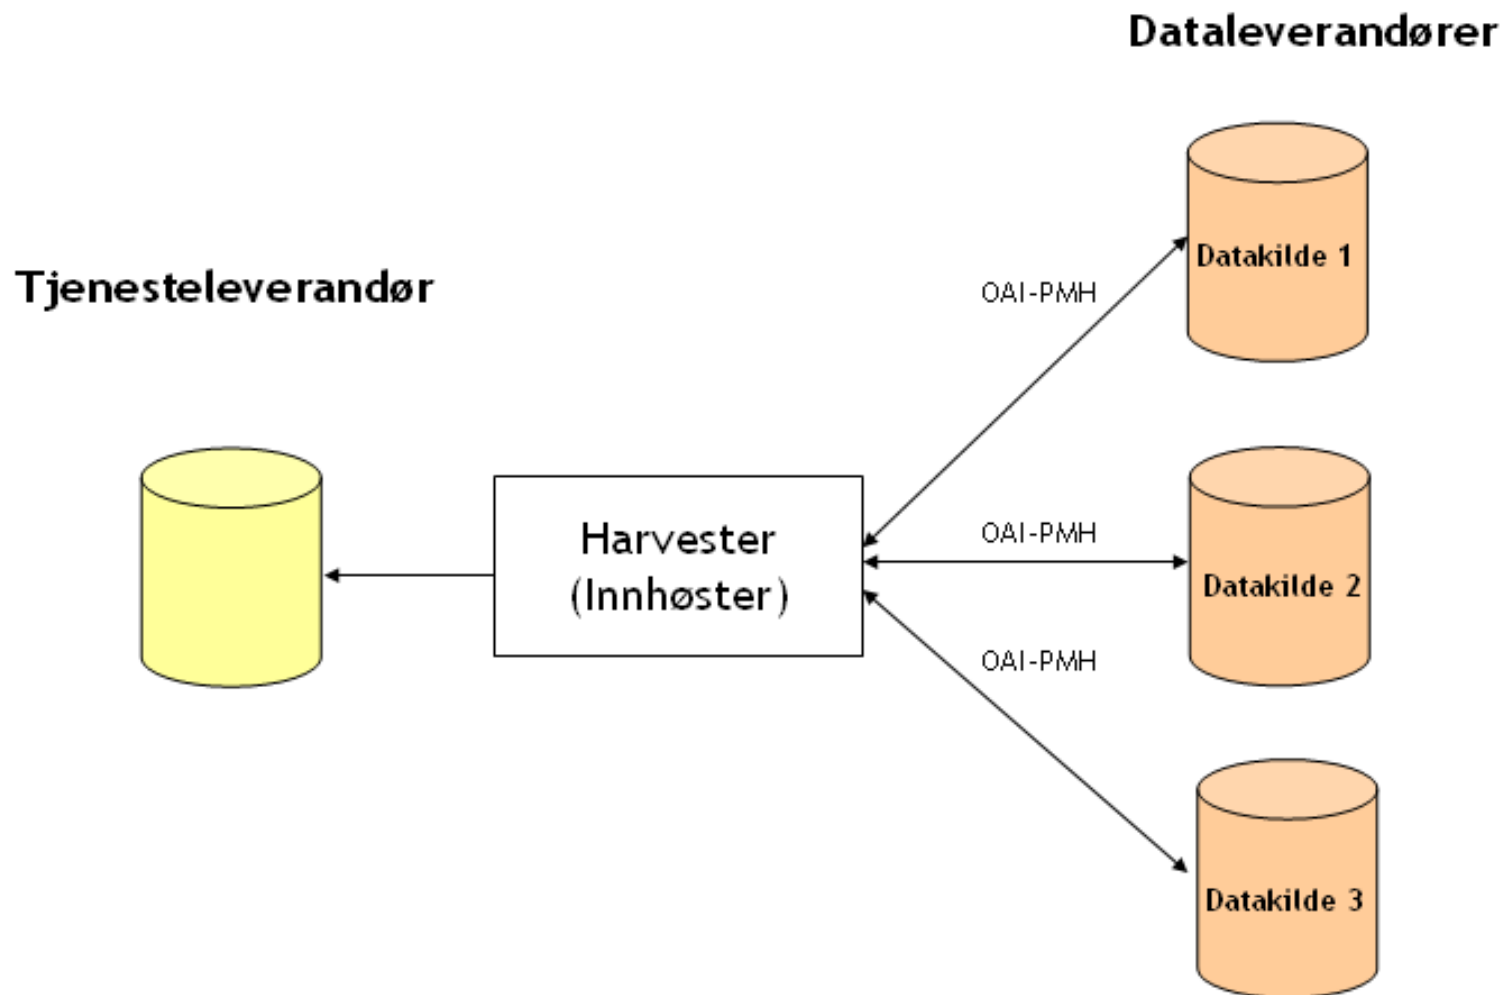 Dataleverandører
Datakilde 1
Tjenesteleverandør
OAI-PMH
OAI-PMH
Harvester
(Innhøster)
Datakilde 2
OAI-PMH
Datakilde 3